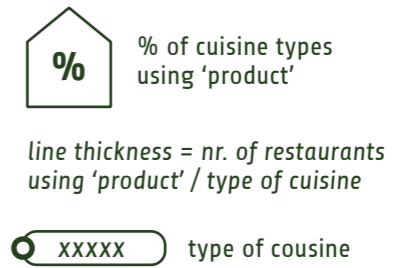 %
% of cuisine types
using ‘product’
line thickness = nr. of restaurants
using ‘product’ / type of cuisine
XXXXX
type of cousine